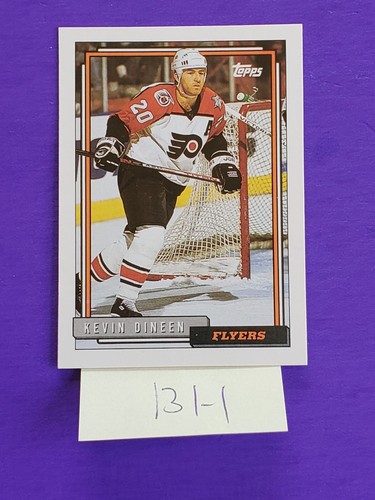 Topps
20
A
KEVIN DINEEN
FLYERS
131-1